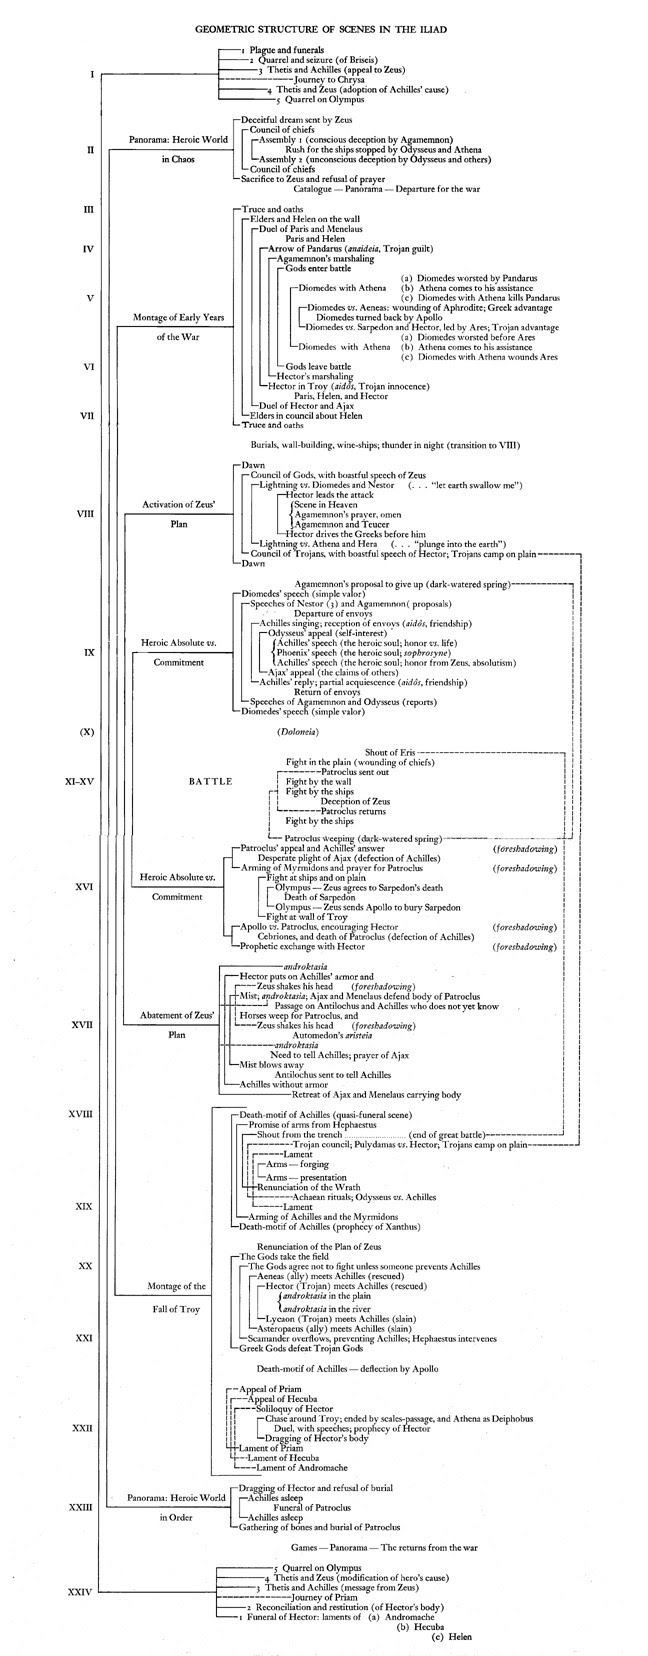 GEOMETRIC STRUCTURE OF SCENES IN THE ILIAD
I
1 Plague and funerals
2 Quarrel and seizure (of Briseis)
3 Thetis and Achilles (appeal to Zeus)
Journey to Chrysa
4 Thetis and Zeus (adoption of Achilles' cause)
5 Quarrel on Olympus
II
Panorama: Heroic World
in Chaos
Deceitful dream sent by Zeus
Council of chiefs
Assembly 1 (conscious deception by Agamemnon)
Rush for the ships stopped by Odysseus and Athena
Assembly 2 (unconscious deception by Odysseus and others)
Council of chiefs
Sacrifice to Zeus and refusal of prayer
Catalogue — Panorama — Departure for the war
III
IV
V
VI
VII
Montage of Early Years
of the War
Truce and oaths
Elders and Helen on the wall
Duel of Paris and Menelaus
Paris and Helen
Arrow of Pandarus (anaideia, Trojan guilt)
Agamemnon's marshaling
Gods enter battle
(a) Diomedes worsted by Pandarus
Diomedes with Athena (b) Athena comes to his assistance
(c) Diomedes with Athena kills Pandarus
Diomedes vs. Aeneas: wounding of Aphrodite; Greek advantage
Diomedes turned back by Apollo
Diomedes vs. Sarpedon and Hector, led by Ares; Trojan advantage
(a) Diomedes worsted before Ares
Diomedes with Athena (b) Athena comes to his assistance
(c) Diomedes with Athena wounds Ares
Gods leave battle
Hector's marshaling
Hector in Troy (aidôs, Trojan innocence)
Paris, Helen, and Hector
Duel of Hector and Ajax
Elders in council about Helen
Truce and oaths
Burials, wall-building, wine-ships; thunder in night (transition to VIII)
VIII
Activation of Zeus'
Plan
Dawn
Council of Gods, with boastful speech of Zeus
Lightning vs. Diomedes and Nestor (. . . "let earth swallow me")
Hector leads the attack
Scene in Heaven
Agamemnon's prayer, omen
Agamemnon and Teucer
Hector drives the Greeks before him
Lightning vs. Athena and Hera (. . . "plunge into the earth")
Council of Trojans, with boastful speech of Hector; Trojans camp on plain
Dawn
Agamemnon's proposal to give up (dark-watered spring)
IX
Heroic Absolute vs.
Commitment
Diomedes' speech (simple valor)
Speeches of Nestor (3) and Agamemnon( proposals)
Departure of envoys
Achilles singing; reception of envoys (aidôs, friendship)
Odysseus' appeal (self-interest)
Achilles' speech (the heroic soul; honor vs. life)
Phoenix' speech (the heroic soul; sophrosyne)
Achilles' speech (the heroic soul; honor from Zeus, absolutism)
Ajax' appeal (the claims of others)
Achilles' reply; partial acquiescence (aidôs, friendship)
Return of envoys
Speeches of Agamemnon and Odysseus (reports)
Diomedes' speech (simple valor)
(X)
(Doloneia)
Shout of Eris
XI-XV
BATTLE
Fight in the plain (wounding of chiefs)
Patroclus sent out
Fight by the wall
Fight by the ships
Deception of Zeus
Patroclus returns
Fight by the ships
Patroclus weeping (dark-watered spring)
XVI
Heroic Absolute vs.
Commitment
Patroclus' appeal and Achilles' answer (foreshadowing)
Desperate plight of Ajax (defection of Achilles)
Arming of Myrmidons and prayer for Patroclus (foreshadowing)
Fight at ships and on plain
Olympus — Zeus agrees to Sarpedon's death
Death of Sarpedon
Olympus — Zeus sends Apollo to bury Sarpedon
Fight at wall of Troy
Apollo vs. Patroclus, encouraging Hector (foreshadowing)
Cebriones, and death of Patroclus (defection of Achilles)
Prophetic exchange with Hector (foreshadowing)
XVII
Abatement of Zeus'
Plan
androktasia
Hector puts on Achilles' armor and
Zeus shakes his head (foreshadowing)
Mist; androktasia; Ajax and Menelaus defend body of Patroclus
Passage on Antilochus and Achilles who does not yet know
Horses weep for Patroclus, and
Zeus shakes his head (foreshadowing)
Automedon's aristeia
androktasia
Need to tell Achilles; prayer of Ajax
Mist blows away
Antilochus sent to tell Achilles
Achilles without armor
Retreat of Ajax and Menelaus carrying body
XVIII
XIX
XX
XXI
XXII
Montage of the
Fall of Troy
Death-motif of Achilles (quasi-funeral scene)
Promise of arms from Hephaestus
Shout from the trench ............................ (end of great battle)
Trojan council; Pulydamas vs. Hector; Trojans camp on plain
Lament
Arms — forging
Arms — presentation
Renunciation of the Wrath
Achaean rituals; Odysseus vs. Achilles
Lament
Arming of Achilles and the Myrmidons
Death-motif of Achilles (prophecy of Xanthus)
Renunciation of the Plan of Zeus
The Gods take the field
The Gods agree not to fight unless someone prevents Achilles
Aeneas (ally) meets Achilles (rescued)
Hector (Trojan) meets Achilles (rescued)
androktasia in the plain
androktasia in the river
Lycaon (Trojan) meets Achilles (slain)
Asteropaeus (ally) meets Achilles (slain)
Scamander overflows, preventing Achilles; Hephaestus intervenes
Greek Gods defeat Trojan Gods
Death-motif of Achilles — deflection by Apollo
Appeal of Priam
Appeal of Hecuba
Soliloquy of Hector
Chase around Troy; ended by scales-passage, and Athena as Deiphobus
Duel, with speeches; prophecy of Hector
Dragging of Hector's body
Lament of Priam
Lament of Hecuba
Lament of Andromache
XXIII
Panorama: Heroic World
in Order
Dragging of Hector and refusal of burial
Achilles asleep
Funeral of Patroclus
Achilles asleep
Gathering of bones and burial of Patroclus
Games — Panorama — The returns from the war
XXIV
5 Quarrel on Olympus
4 Thetis and Zeus (modification of hero's cause)
3 Thetis and Achilles (message from Zeus)
Journey of Priam
2 Reconciliation and restitution (of Hector's body)
1 Funeral of Hector: laments of (a) Andromache
(b) Hecuba
(c) Helen